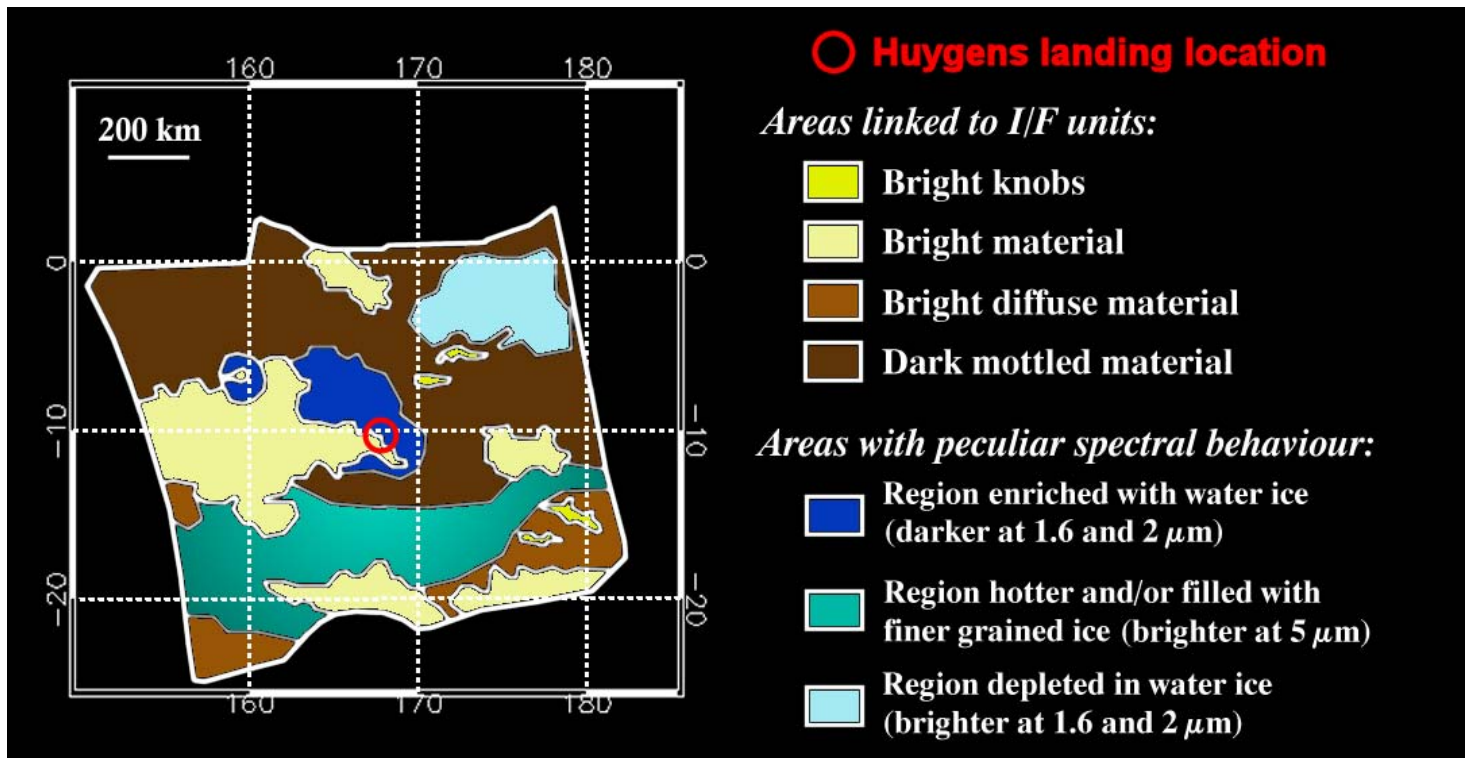 160 170 180
200 km
0 0
−10 −10
−20 −20
160 170 180
Huygens landing location
Areas linked to I/F units:
Bright knobs
Bright material
Bright diffuse material
Dark mottled material
Areas with peculiar spectral behaviour:
Region enriched with water ice
(darker at 1.6 and 2 μm)
Region hotter and/or filled with
finer grained ice (brighter at 5 μm)
Region depleted in water ice
(brighter at 1.6 and 2 μm)